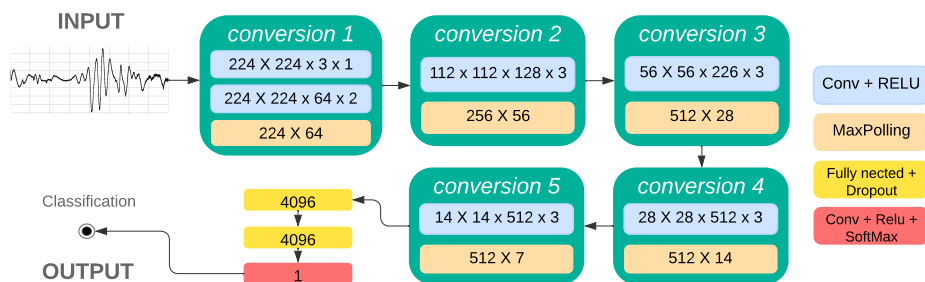 INPUT
conversion 1
224 X 224 x 3 x 1
224 X 224 x 64 x 2
224 X 64
conversion 2
112 x 112 x 128 x 3
256 X 56
conversion 3
56 X 56 x 226 x 3
512 X 28
conversion 4
28 X 28 x 512 x 3
512 X 14
conversion 5
14 X 14 x 512 x 3
512 X 7
4096
4096
1
Classification
OUTPUT
Conv + RELU
MaxPolling
Fully nected +
Dropout
Conv + Relu +
SoftMax